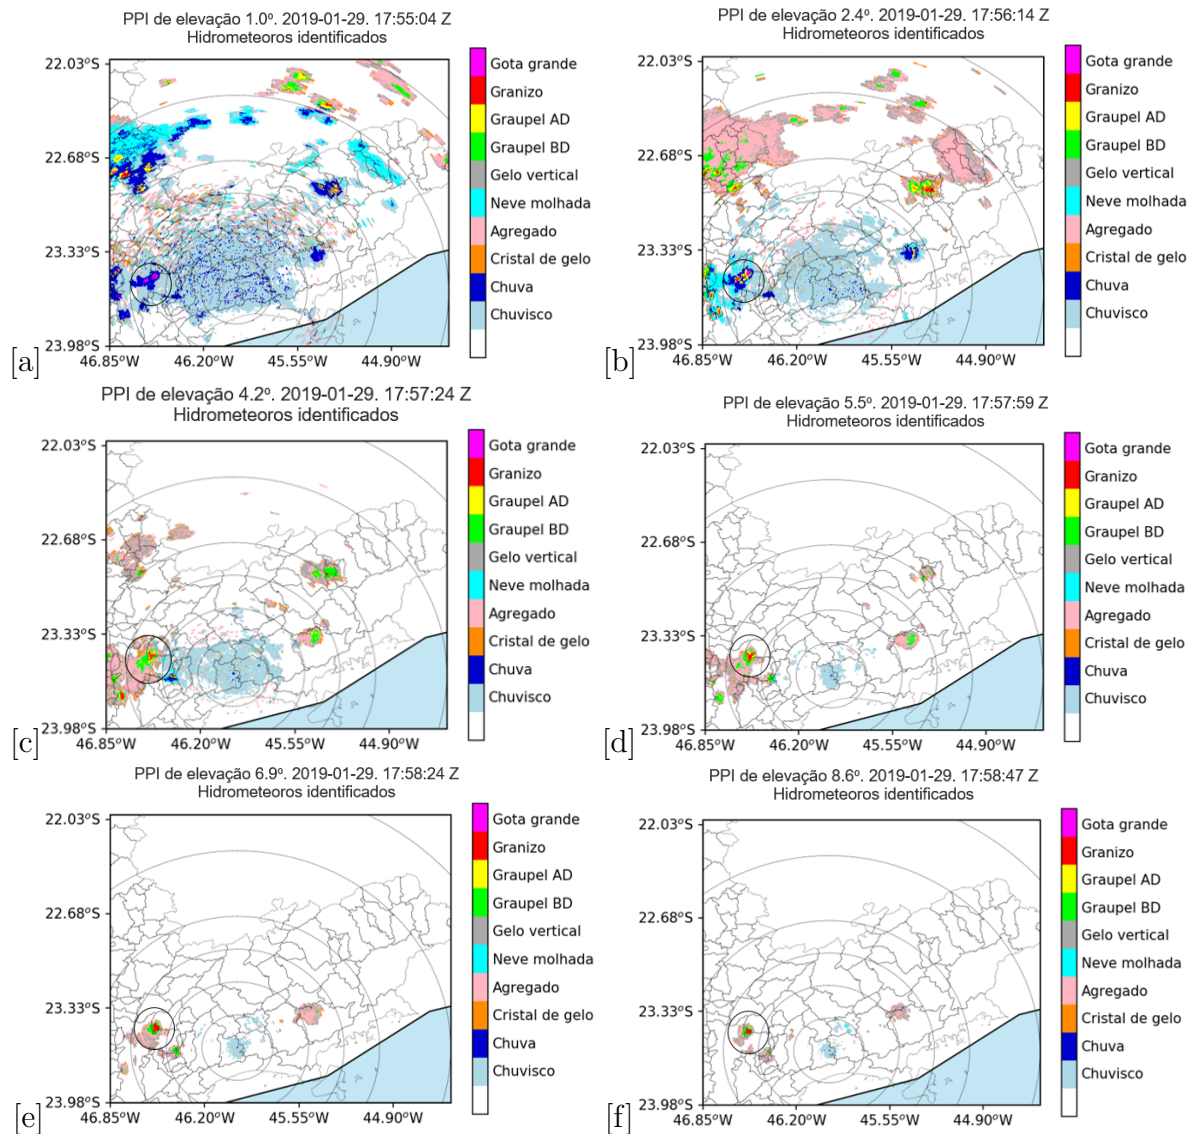 PPI de elevação 1.0º. 2019-01-29. 17:55:04 Z
Hidrometeoros identificados
22.03ºS
22.68ºS
23.33ºS
23.98ºS
46.85ºW 46.20ºW 45.55ºW 44.90ºW
Gota grande
Granizo
Graupel AD
Graupel BD
Gelo vertical
Neve molhada
Agregado
Cristal de gelo
Chuva
Chuvisco
[a]
PPI de elevação 2.4º. 2019-01-29. 17:56:14 Z
Hidrometeoros identificados
22.03ºS
22.68ºS
23.33ºS
23.98ºS
46.85ºW 46.20ºW 45.55ºW 44.90ºW
Gota grande
Granizo
Graupel AD
Graupel BD
Gelo vertical
Neve molhada
Agregado
Cristal de gelo
Chuva
Chuvisco
[b]
PPI de elevação 4.2º. 2019-01-29. 17:57:24 Z
Hidrometeoros identificados
22.03ºS
22.68ºS
23.33ºS
23.98ºS
46.85ºW 46.20ºW 45.55ºW 44.90ºW
Gota grande
Granizo
Graupel AD
Graupel BD
Gelo vertical
Neve molhada
Agregado
Cristal de gelo
Chuva
Chuvisco
[c]
PPI de elevação 5.5º. 2019-01-29. 17:57:59 Z
Hidrometeoros identificados
22.03ºS
22.68ºS
23.33ºS
23.98ºS
46.85ºW 46.20ºW 45.55ºW 44.90ºW
Gota grande
Granizo
Graupel AD
Graupel BD
Gelo vertical
Neve molhada
Agregado
Cristal de gelo
Chuva
Chuvisco
[d]
PPI de elevação 6.9º. 2019-01-29. 17:58:24 Z
Hidrometeoros identificados
22.03ºS
22.68ºS
23.33ºS
23.98ºS
46.85ºW 46.20ºW 45.55ºW 44.90ºW
Gota grande
Granizo
Graupel AD
Graupel BD
Gelo vertical
Neve molhada
Agregado
Cristal de gelo
Chuva
Chuvisco
[e]
PPI de elevação 8.6º. 2019-01-29. 17:58:47 Z
Hidrometeoros identificados
22.03ºS
22.68ºS
23.33ºS
23.98ºS
46.85ºW 46.20ºW 45.55ºW 44.90ºW
Gota grande
Granizo
Graupel AD
Graupel BD
Gelo vertical
Neve molhada
Agregado
Cristal de gelo
Chuva
Chuvisco
[f]